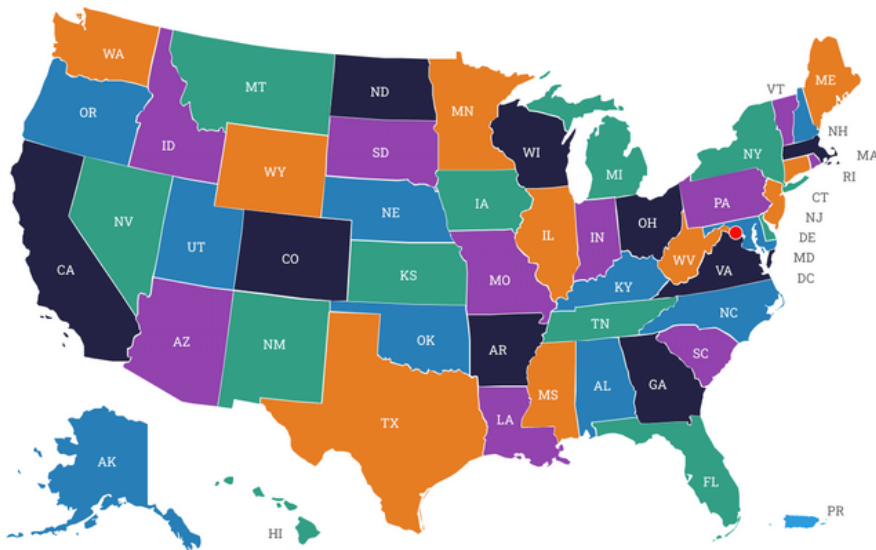 WA
MT
ND
MN
ME
VT
OR
ID
SD
WI
NH
MA
NY
RI
WY
MI
IA
CT
NE
PA
NJ
NV
UT
IL
IN
OH
DE
CO
KS
MO
WV
MD
CA
VA
DC
KY
NC
TN
AZ
NM
OK
AR
SC
AL
GA
MS
TX
LA
AK
FL
PR
HI